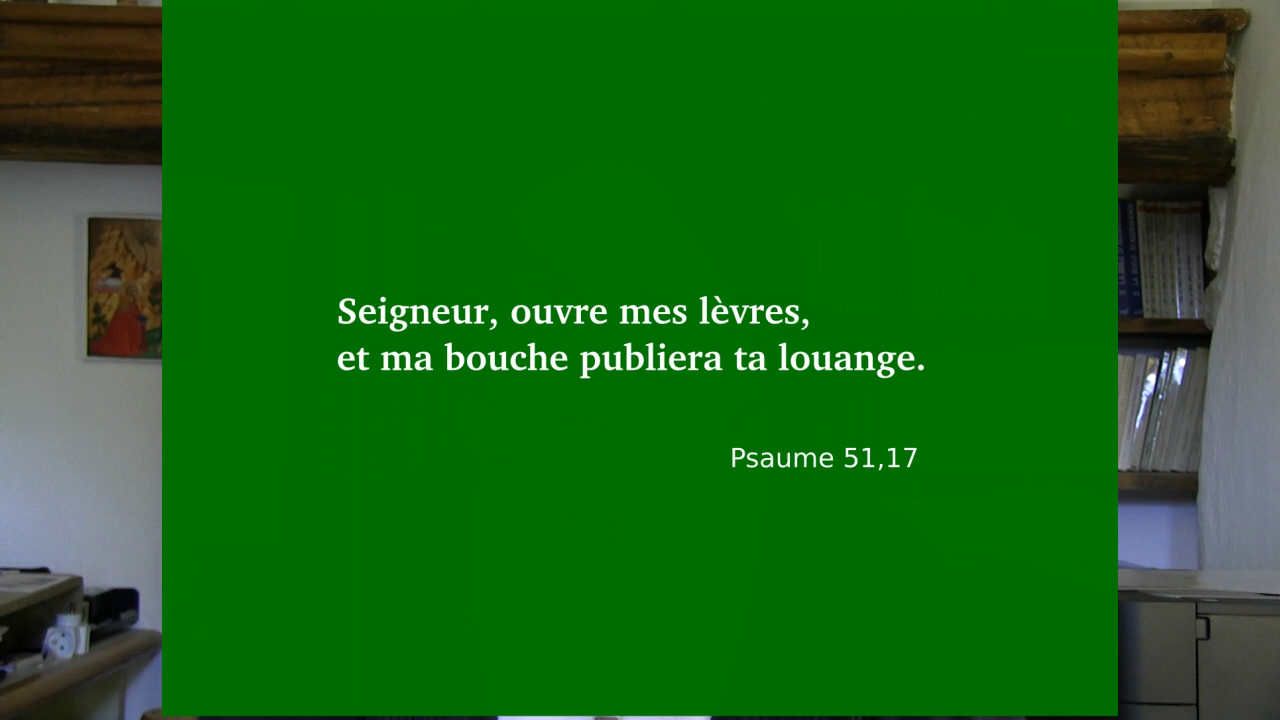 Seigneur, ouvre mes lèvres,
et ma bouche publiera ta louange.
Psaume 51,17